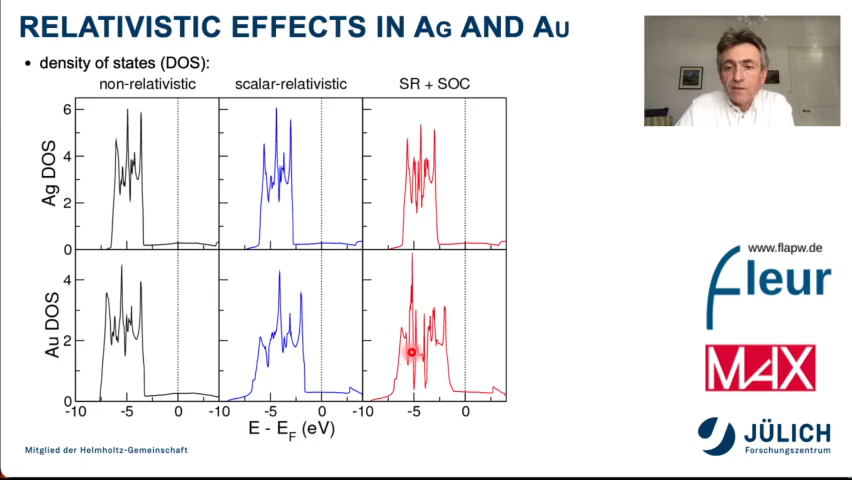 RELATIVISTIC EFFECTS IN AG AND AU
• density of states (DOS):
non-relativistic scalar-relativistic SR + SOC
6
4
2
0
Ag DOS
4
2
0
Au DOS
-10 -5 0 -10 -5 0 -10 -5 0
E - EF (eV)
www.flapw.de
fleur
MAX
JÜLICH
Forschungszentrum
Mitglied der Helmholtz-Gemeinschaft